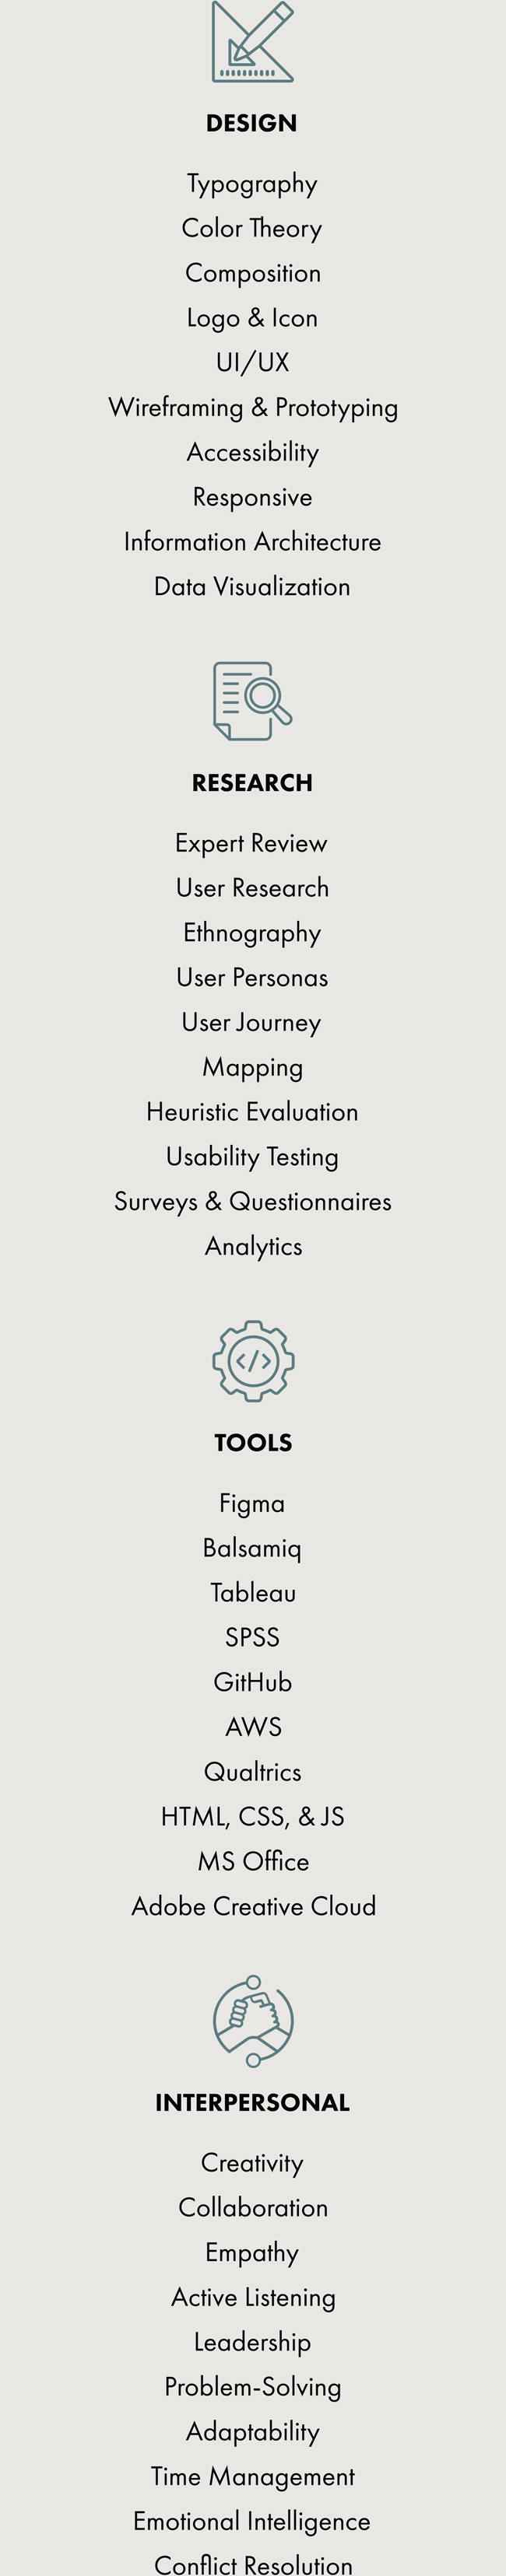 DESIGN
Typography
Color Theory
Composition
Logo & Icon
UI/UX
Wireframing & Prototyping
Accessibility
Responsive
Information Architecture
Data Visualization
RESEARCH
Expert Review
User Research
Ethnography
User Personas
User Journey
Mapping
Heuristic Evaluation
Usability Testing
Surveys & Questionnaires
Analytics
</>
TOOLS
Figma
Balsamiq
Tableau
SPSS
GitHub
AWS
Qualtrics
HTML, CSS, & JS
MS Office
Adobe Creative Cloud
INTERPERSONAL
Creativity
Collaboration
Empathy
Active Listening
Leadership
Problem-Solving
Adaptability
Time Management
Emotional Intelligence
Conflict Resolution